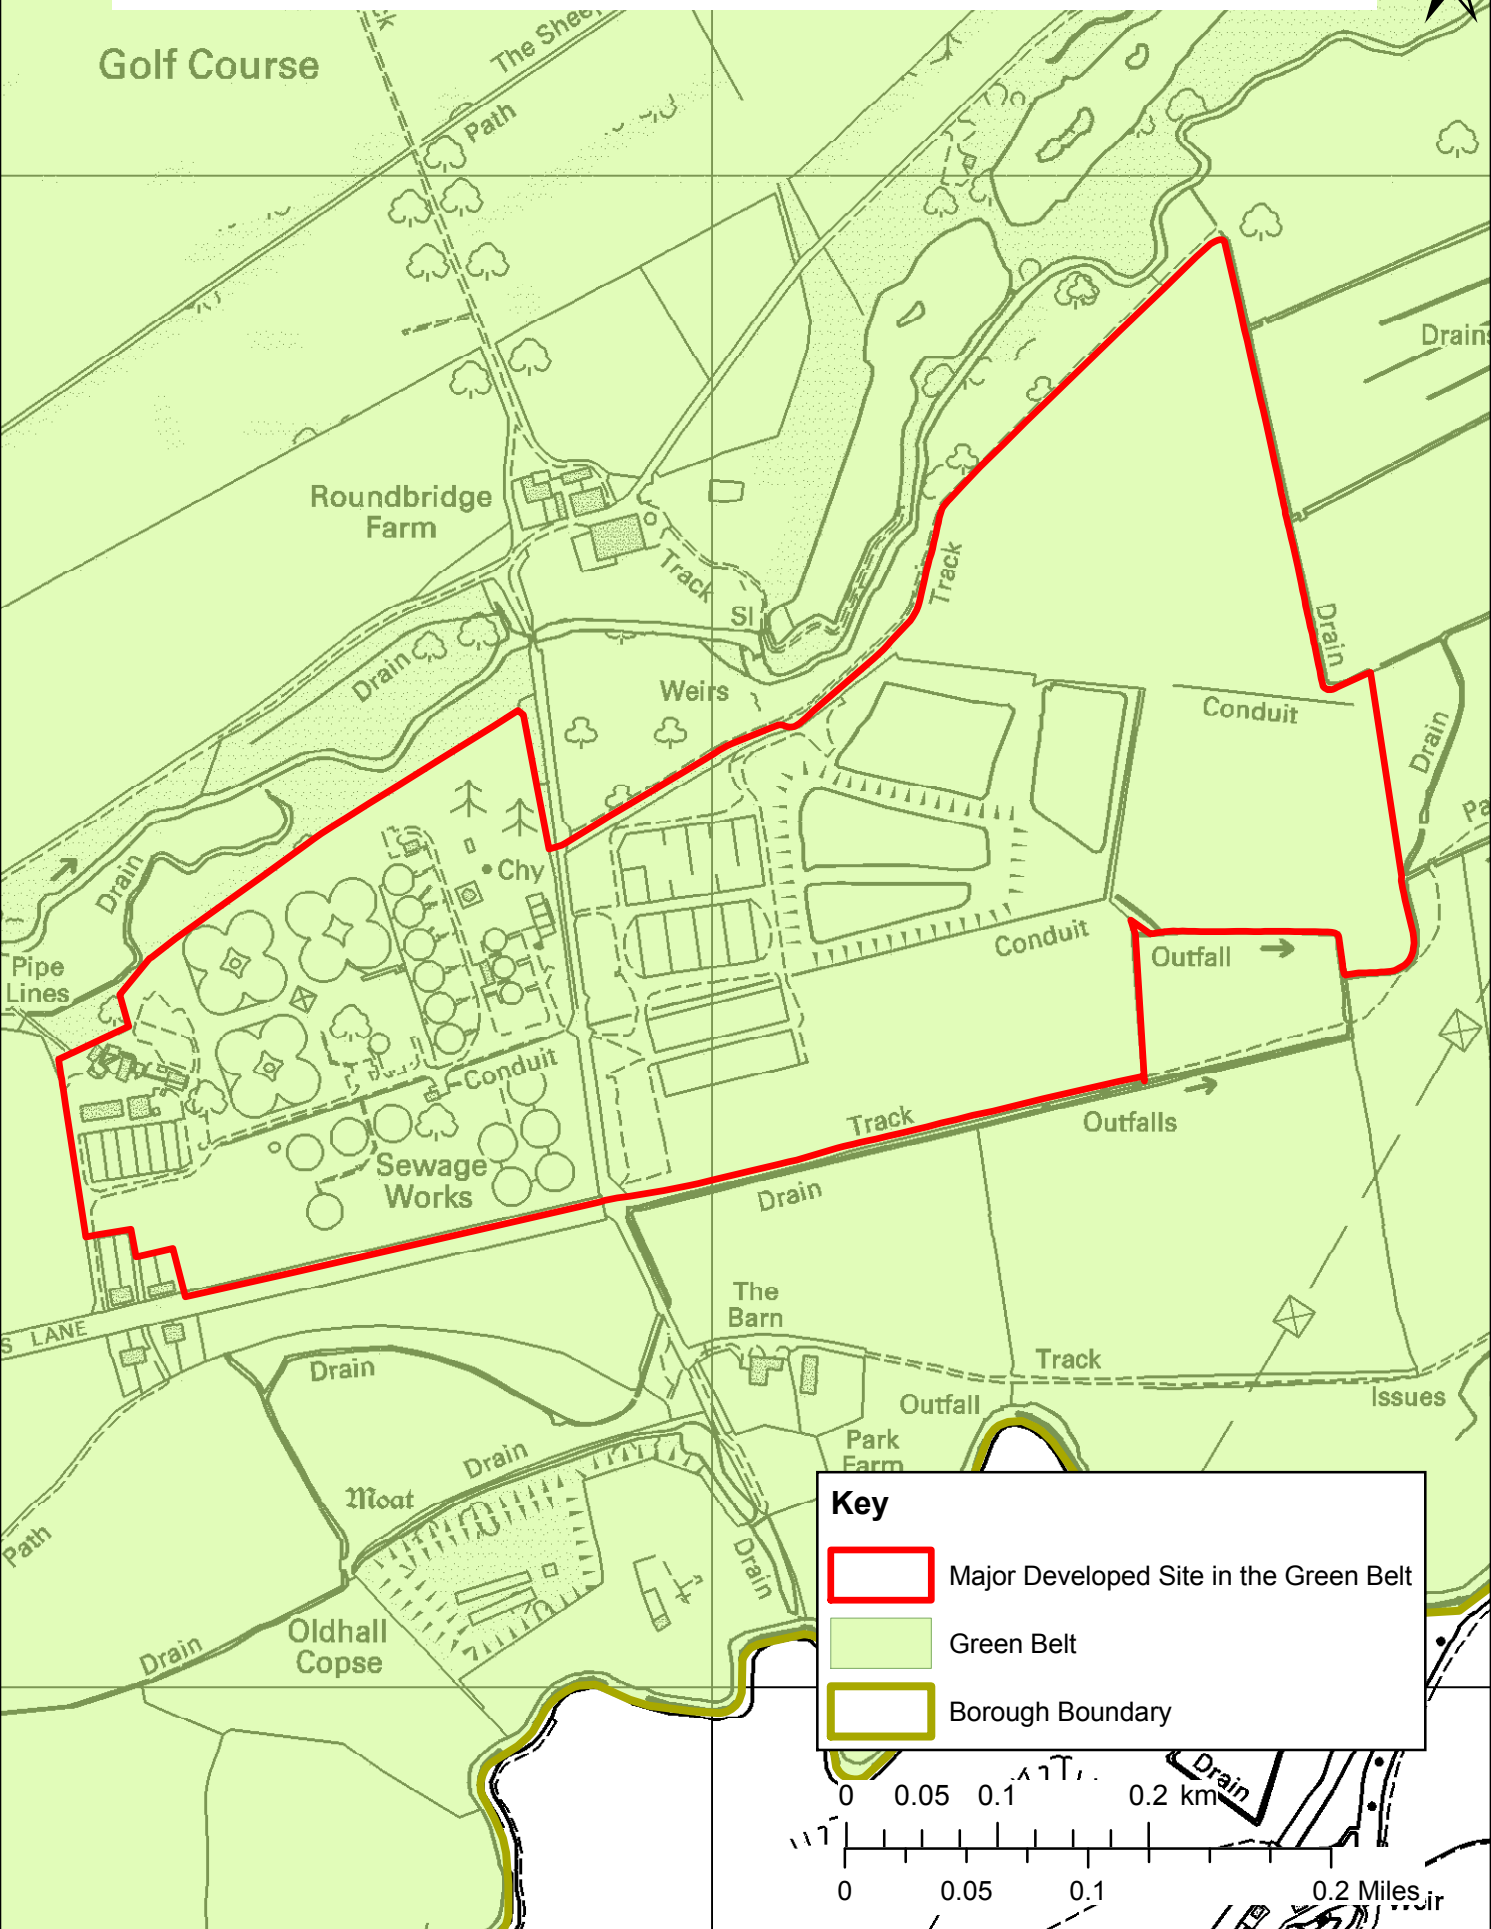 Golf Course
Path
Drains
Roundbridge
Farm
Track
Track
SI
Drain
Drain
Weirs
Conduit
Drain
Chy
Drain
Conduit
Outfall
Pipe
Lines
Conduit
Track
Outfalls
Sewage
Works
Drain
The
Barn
LANE
Drain
Track
Issues
Outfall
Park
Farm
Drain
Moat
Path
Drain
Oldhall
Copse
Drain
Key
Major Developed Site in the Green Belt
Green Belt
Borough Boundary
Drain
0 0.05 0.1 0.2 km
0 0.05 0.1 0.2 Miles